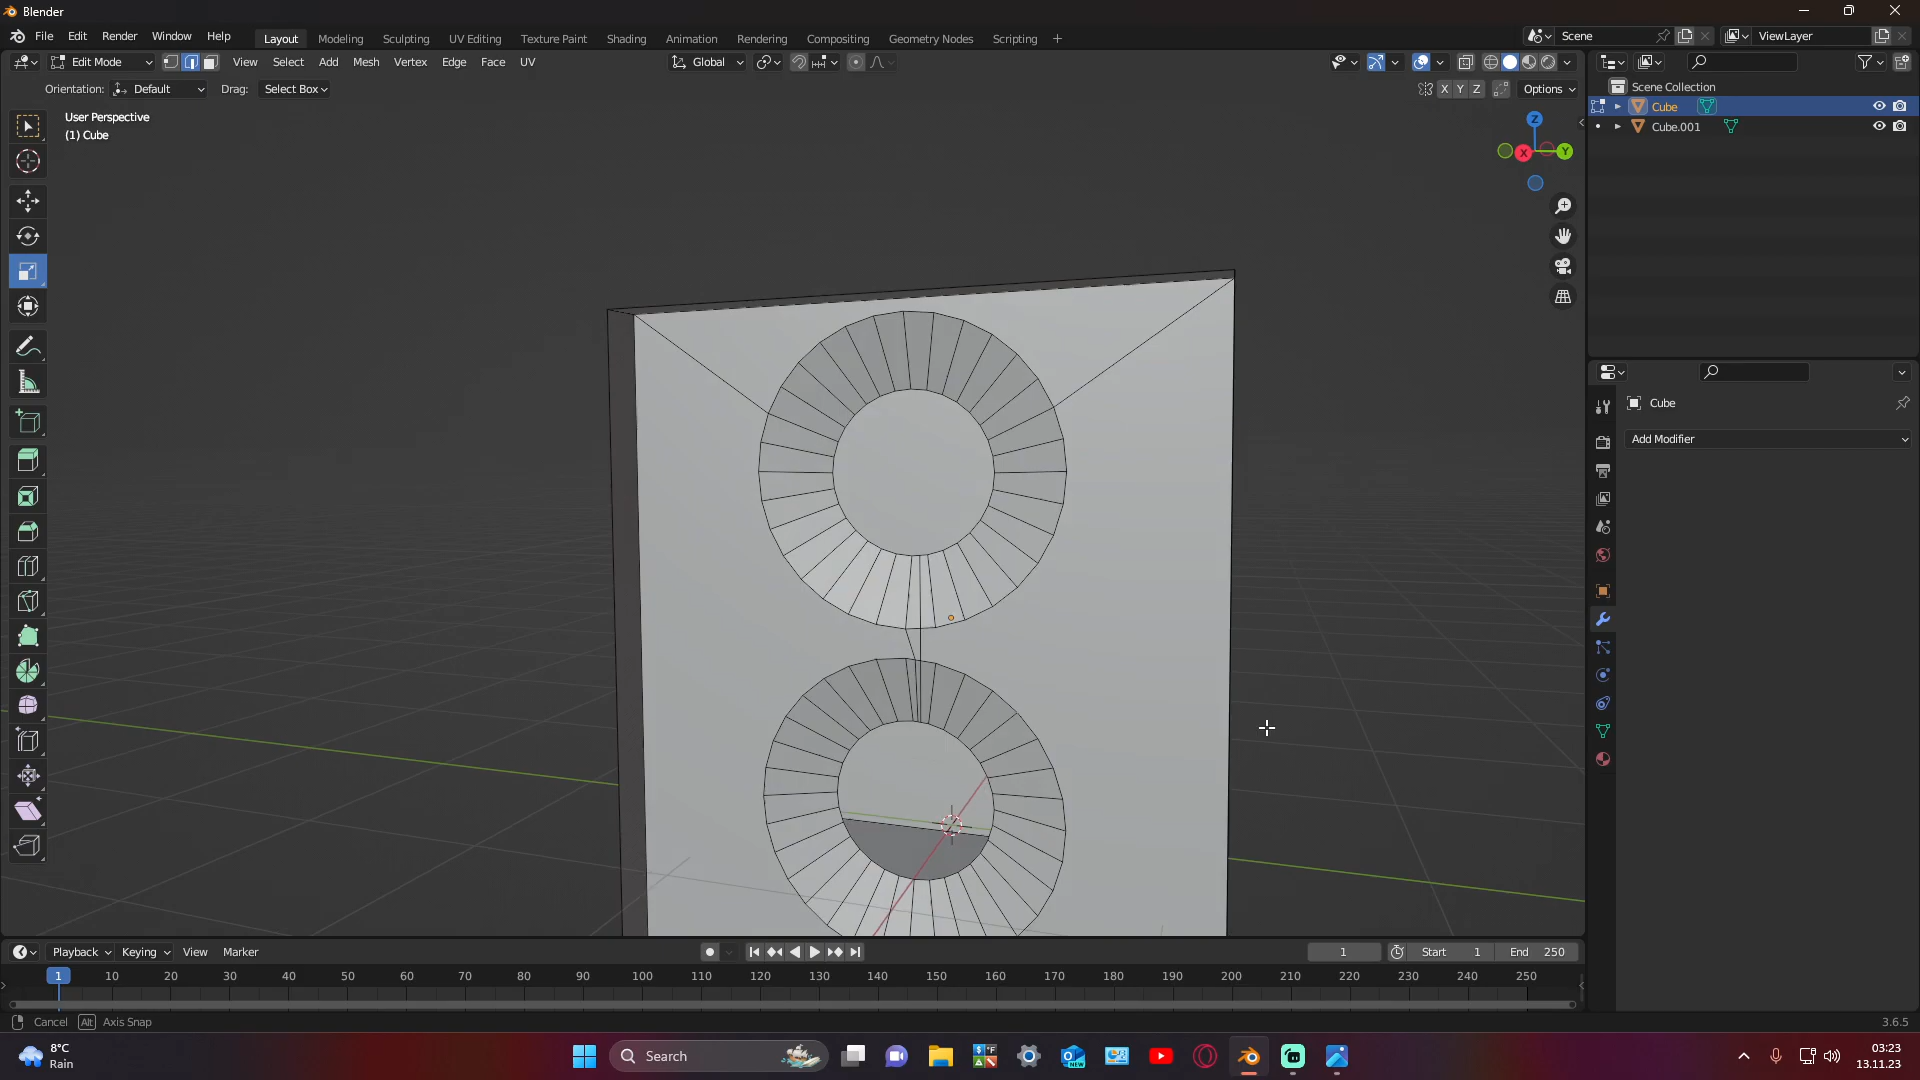 Blender
File Edit Render Window Help Layout Modeling Sculpting UV Editing Texture Paint Shading Animation Rendering Compositing Geometry Nodes Scripting + Scene ViewLayer
Edit Mode View Select Add Mesh Vertex Edge Face UV Global
Orientation: Default Drag: Select Box X Y Z Options
Scene Collection
Cube
Cube.001
User Perspective
(1) Cube
Z
X
Y
Cube
Add Modifier
Playback Keying View Marker 1 Start 1 End 250
1 10 20 30 40 50 60 70 80 90 100 110 120 130 140 150 160 170 180 190 200 210 220 230 240 250
Cancel Alt Axis Snap 3.6.5
8°C
Rain
Search
NEW
03:23
13.11.23